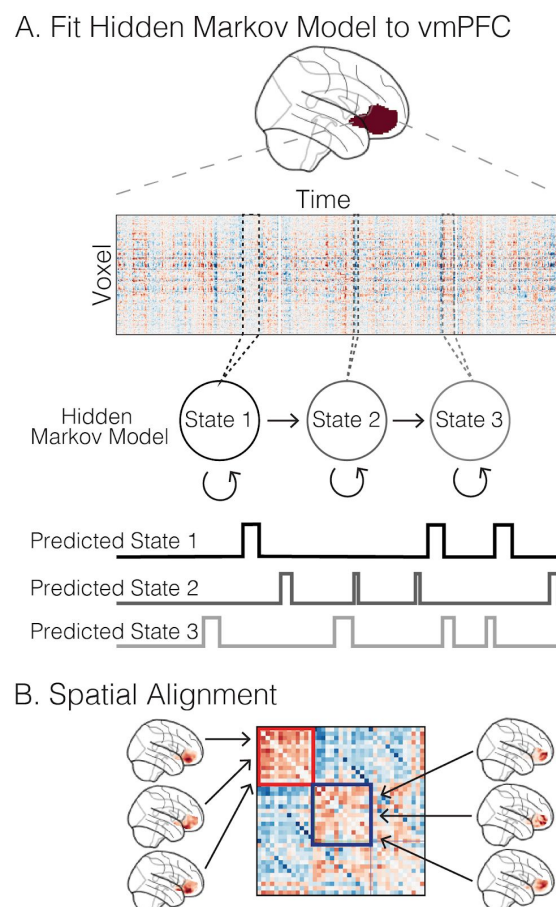 A. Fit Hidden Markov Model to vmPFC
Time
Voxel
Hidden
Markov Model
State 1
State 2
State 3
Predicted State 1
Predicted State 2
Predicted State 3
B. Spatial Alignment